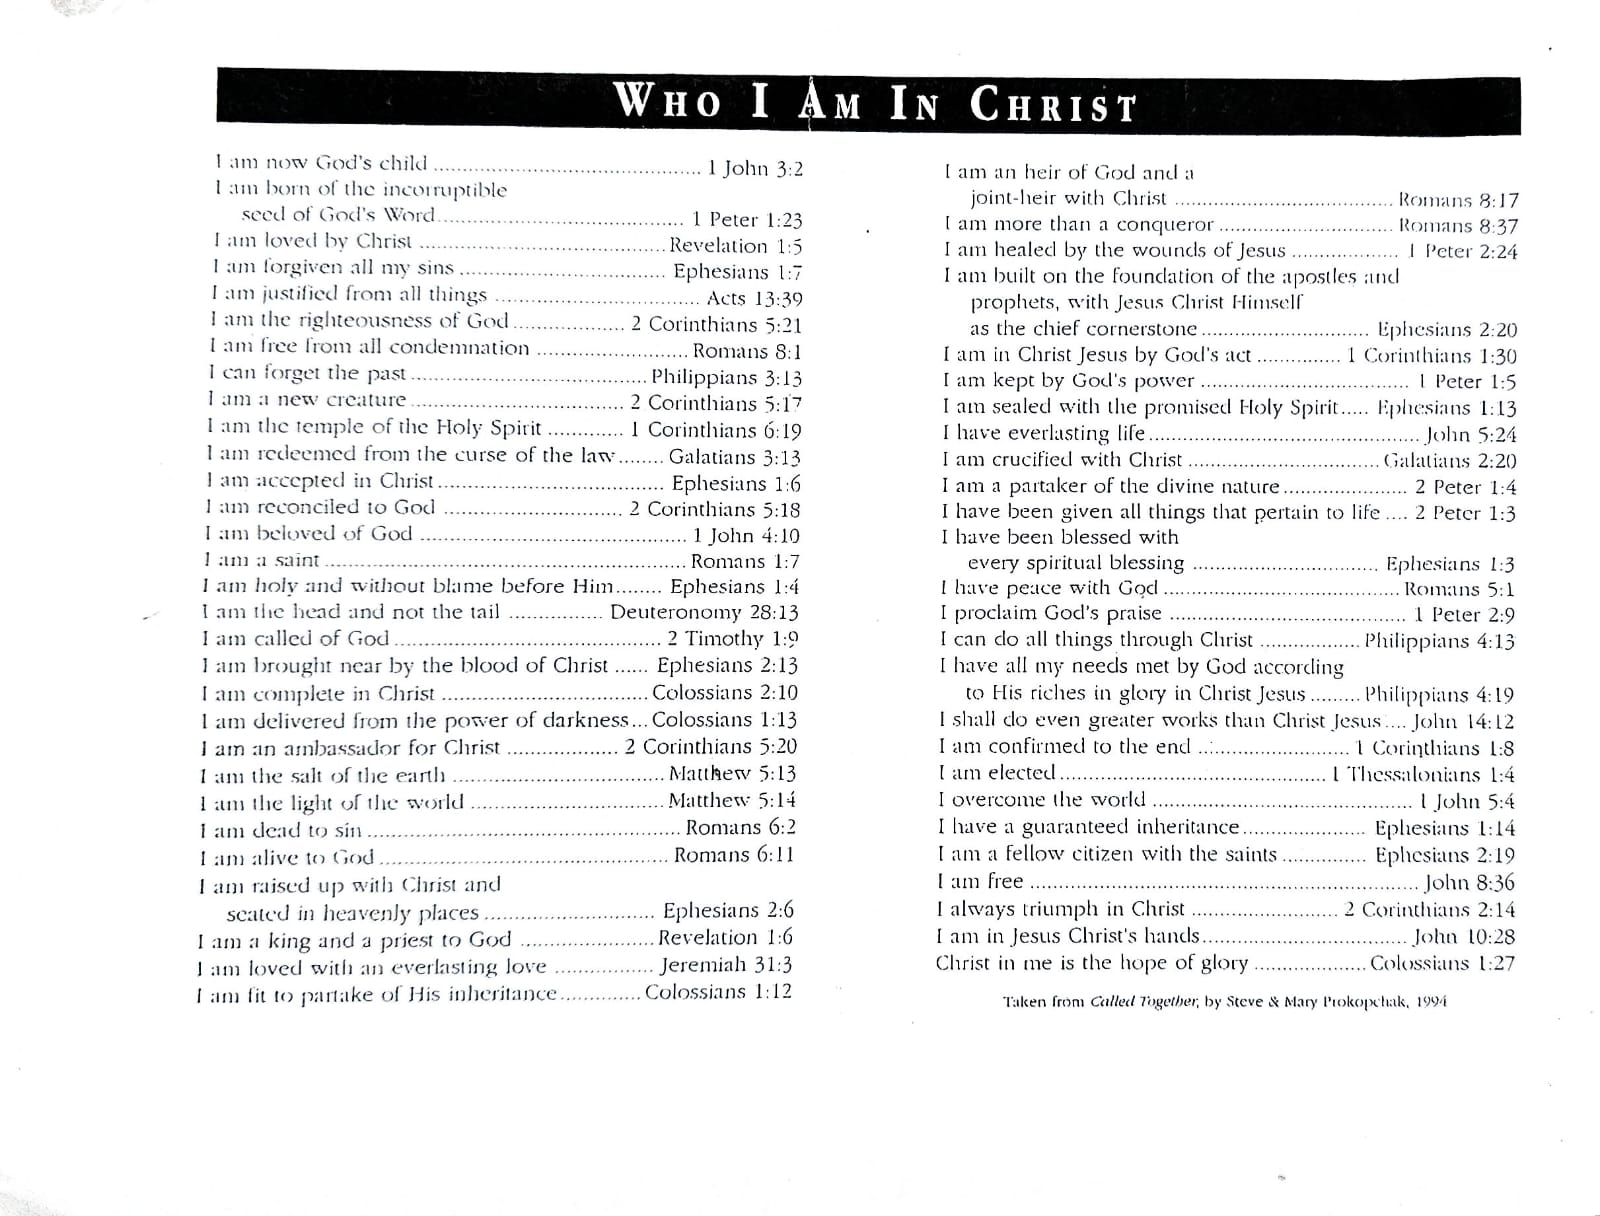 WHO I AM IN CHRIST
I am now God's child ........................................ 1 John 3:2
I am born of the incorruptible
seed of God's Word..................................... 1 Peter 1:23
I am loved by Christ .....................................Revelation 1:5
I am forgiven all my sins ............................... Ephesians 1:7
I am justified from all things ............................... Acts 13:39
I am the righteousness of God................. 2 Corinthians 5:21
I am free from all condemnation .......................Romans 8:1
I can forget the past....................................Philippians 3:13
I am a new creature................................ 2 Corinthians 5:17
I am the temple of the Holy Spirit ............ 1 Corinthians 6:19
I am redeemed from the curse of the law....... Galatians 3:13
I am accepted in Christ.................................. Ephesians 1:6
I am reconciled to God ........................... 2 Corinthians 5:18
I am beloved of God ........................................ 1 John 4:10
I am a saint....................................................... Romans 1:7
I am holy and without blame before Him....... Ephesians 1:4
I am the head and not the tail .............. Deuteronomy 28:13
I am called of God........................................ 2 Timothy 1:9
I am brought near by the blood of Christ ...... Ephesians 2:13
I am complete in Christ ...............................Colossians 2:10
I am delivered from the power of darkness...Colossians 1:13
I am an ambassador for Christ ................. 2 Corinthians 5:20
I am the salt of the earth ................................Matthew 5:13
I am the light of the world .............................Matthew 5:14
I am dead to sin............................................... Romans 6:2
I am alive to God............................................ Romans 6:11
I am raised up with Christ and
seated in heavenly places.......................... Ephesians 2:6
I am a king and a priest to God ....................Revelation 1:6
I am loved with an everlasting love ............... Jeremiah 31:3
I am fit to partake of His inheritance............Colossians 1:12
I am an heir of God and a
joint-heir with Christ ................................. Romans 8:17
I am more than a conqueror.......................... Romans 8:37
I am healed by the wounds of Jesus .................. 1 Peter 2:24
I am built on the foundation of the apostles and
prophets, with Jesus Christ Himself
as the chief cornerstone......................... Ephesians 2:20
I am in Christ Jesus by God's act ............. 1 Corinthians 1:30
I am kept by God's power ................................ 1 Peter 1:5
I am sealed with the promised Holy Spirit..... Ephesians 1:13
I have everlasting life.........................................John 5:24
I am crucified with Christ .............................Galatians 2:20
I am a partaker of the divine nature................... 2 Peter 1:4
I have been given all things that pertain to life .... 2 Peter 1:3
I have been blessed with
every spiritual blessing ............................ Ephesians 1:3
I have peace with God.................................... Romans 5:1
I proclaim God's praise .................................... 1 Peter 2:9
I can do all things through Christ ............... Philippians 4:13
I have all my needs met by God according
to His riches in glory in Christ Jesus ........ Philippians 4:19
I shall do even greater works than Christ Jesus.... John 14:12
I am confirmed to the end ....................... 1 Corinthians 1:8
I am elected......................................... 1 Thessalonians 1:4
I overcome the world ........................................ 1 John 5:4
I have a guaranteed inheritance................... Ephesians 1:14
I am a fellow citizen with the saints ............. Ephesians 2:19
I am free ...........................................................John 8:36
I always triumph in Christ ...................... 2 Corinthians 2:14
I am in Jesus Christ's hands...............................John 10:28
Christ in me is the hope of glory .................Colossians 1:27
Taken from Called Together, by Steve & Mary Prokopchak, 1994